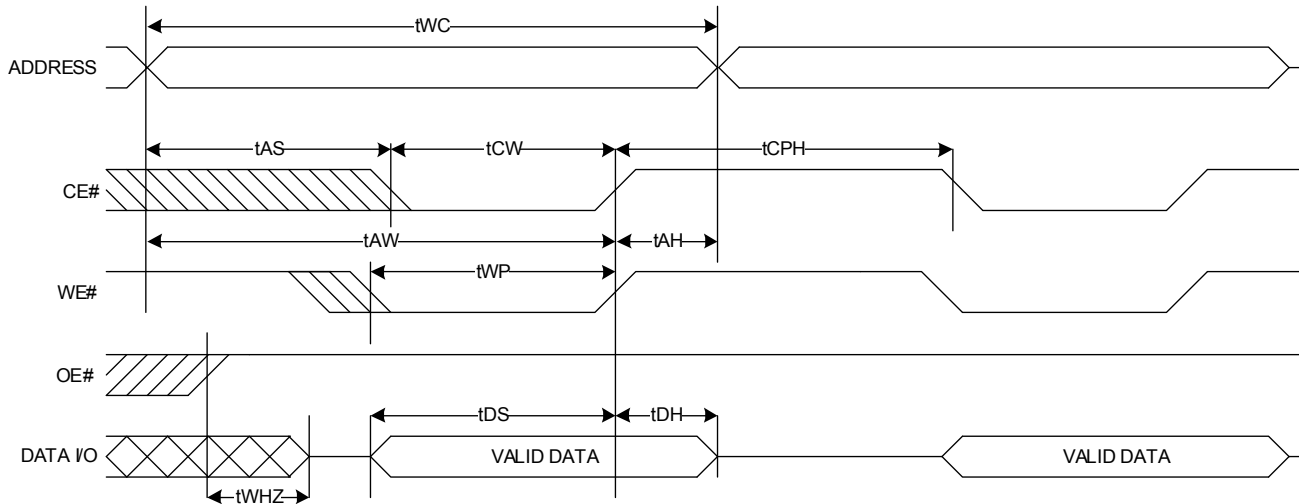 tWC
ADDRESS
tAS tCW tCPH
CE#
tAW tAH
tWP
WE#
OE#
tDS tDH
DATA I/O VALID DATA VALID DATA
tWHZ